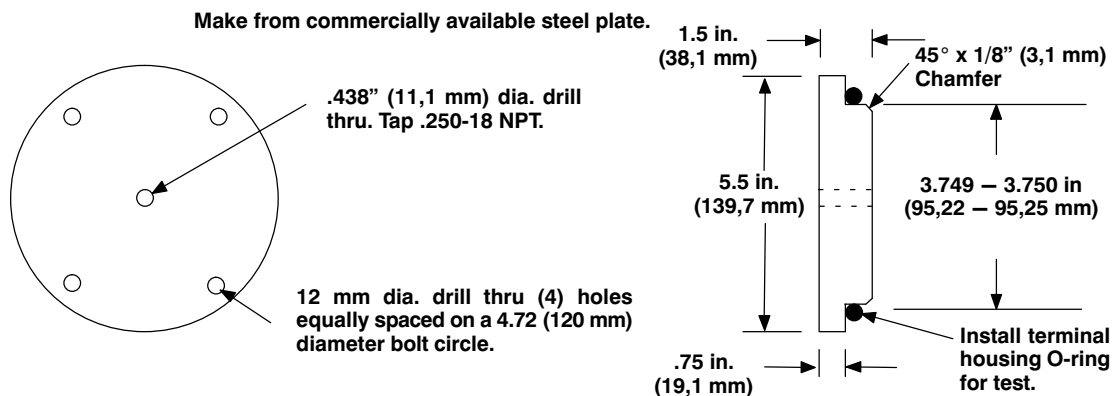 Make from commercially available steel plate.
.438” (11,1 mm) dia. drill
thru. Tap .250-18 NPT.
12 mm dia. drill thru (4) holes
equally spaced on a 4.72 (120 mm)
diameter bolt circle.
1.5 in.
(38,1 mm)
45° x 1/8” (3,1 mm)
Chamfer
5.5 in.
(139,7 mm)
3.749 – 3.750 in
(95,22 – 95,25 mm)
.75 in.
(19,1 mm)
Install terminal
housing O-ring
for test.